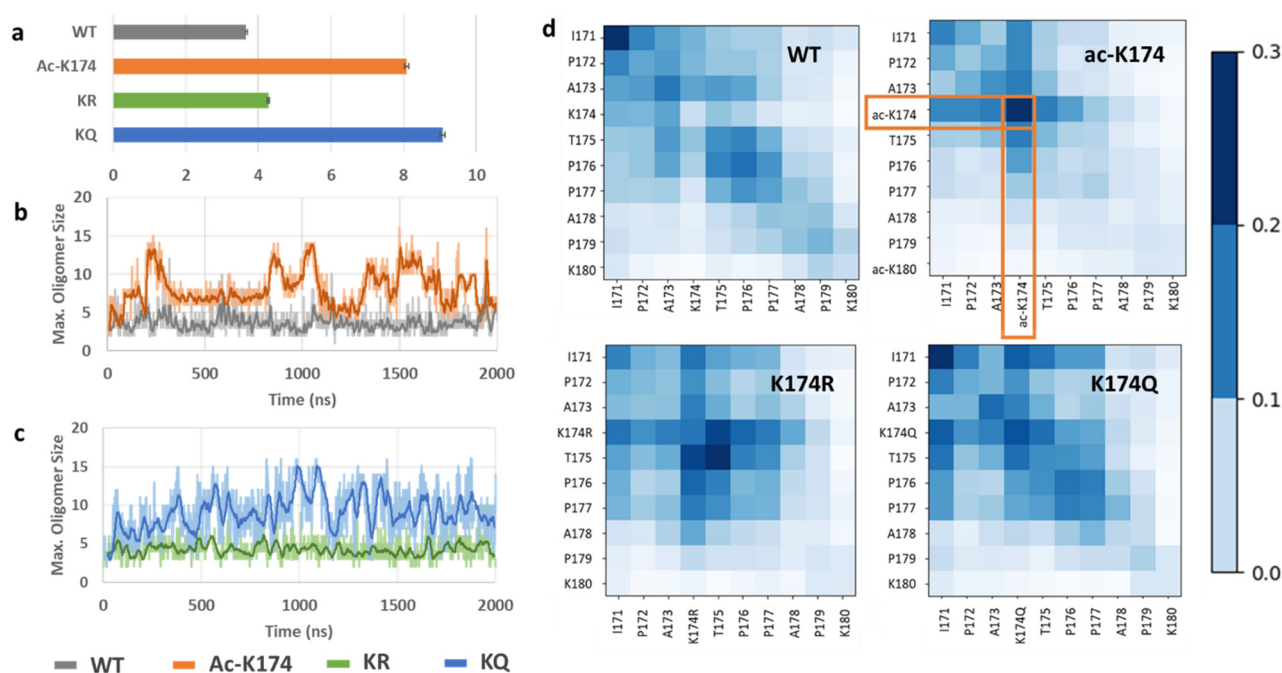 a
WT
Ac-K174
KR
KQ
0 2 4 6 8 10
b
Max. Oligomer Size
20
15
10
5
0
0 500 1000 1500 2000
Time (ns)
c
Max. Oligomer Size
20
15
10
5
0
0 500 1000 1500 2000
Time (ns)
WT Ac-K174 KR KQ
d
WT
I171
P172
A173
K174
T175
P176
P177
A178
P179
K180
I171 P172 A173 K174 T175 P176 P177 A178 P179 K180
ac-K174
I171
P172
A173
ac-K174
T175
P176
P177
A178
P179
ac-K180
I171 P172 A173 ac-K174 T175 P176 P177 A178 P179 K180
K174R
I171
P172
A173
K174R
T175
P176
P177
A178
P179
K180
I171 P172 A173 K174R T175 P176 P177 A178 P179 K180
K174Q
I171
P172
A173
K174Q
T175
P176
P177
A178
P179
K180
I171 P172 A173 K174Q T175 P176 P177 A178 P179 K180
0.3
0.2
0.1
0.0